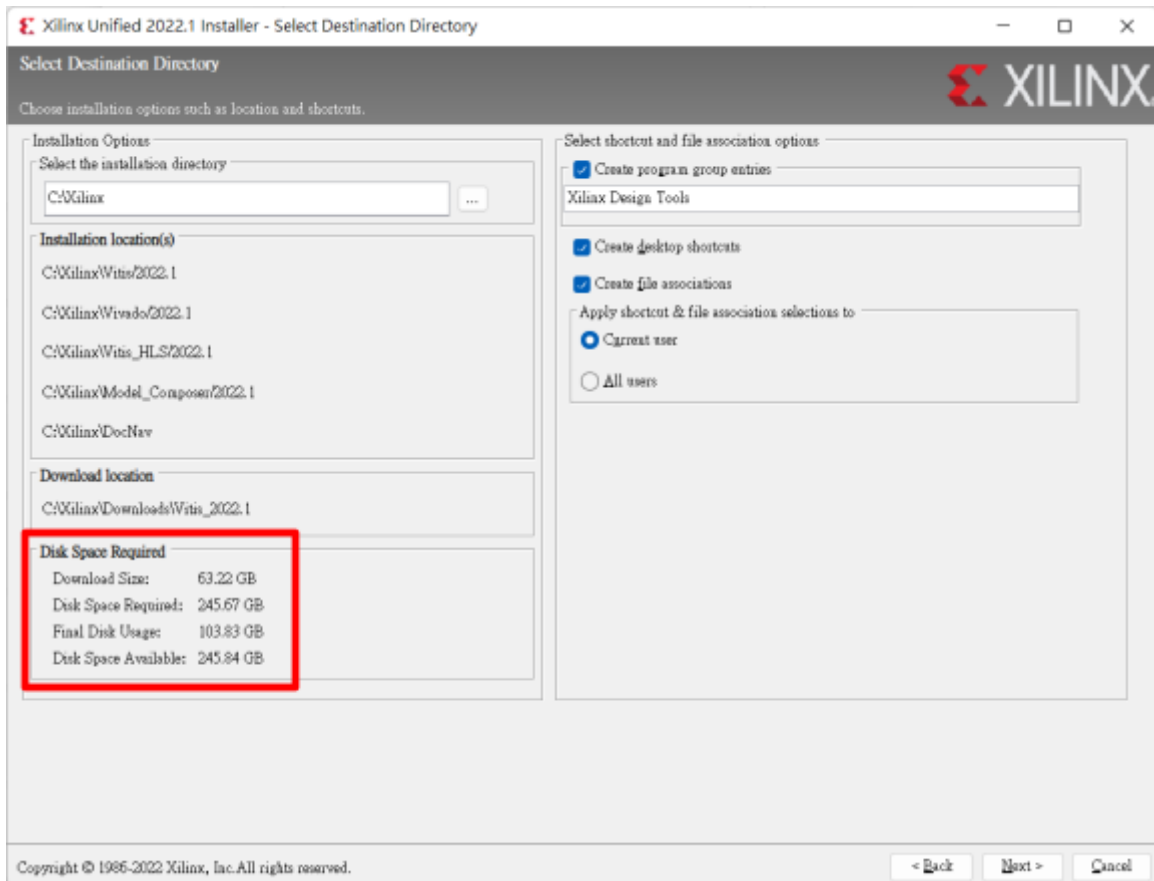 Xilinx Unified 2022.1 Installer - Select Destination Directory
Select Destination Directory
XILINX
Choose installation options such as location and shortcuts.
Installation Options
Select the installation directory
C:\Xilinx
...
Installation location(s)
C:\Xilinx\Vitis/2022.1
C:\Xilinx\Vivado/2022.1
C:\Xilinx\Vitis_HLS/2022.1
C:\Xilinx\Model_Composer/2022.1
C:\Xilinx\DocNav
Download location
C:\Xilinx\Downloads\Vitis_2022.1
Disk Space Required
Download Size: 63.22 GB
Disk Space Required: 245.67 GB
Final Disk Usage: 103.83 GB
Disk Space Available: 245.84 GB
Select shortcut and file association options
Create program group entries
Xilinx Design Tools
Create desktop shortcuts
Create file associations
Apply shortcut & file association selections to
Current user
All users
Copyright © 1986-2022 Xilinx, Inc.All rights reserved.
< Back
Next >
Cancel